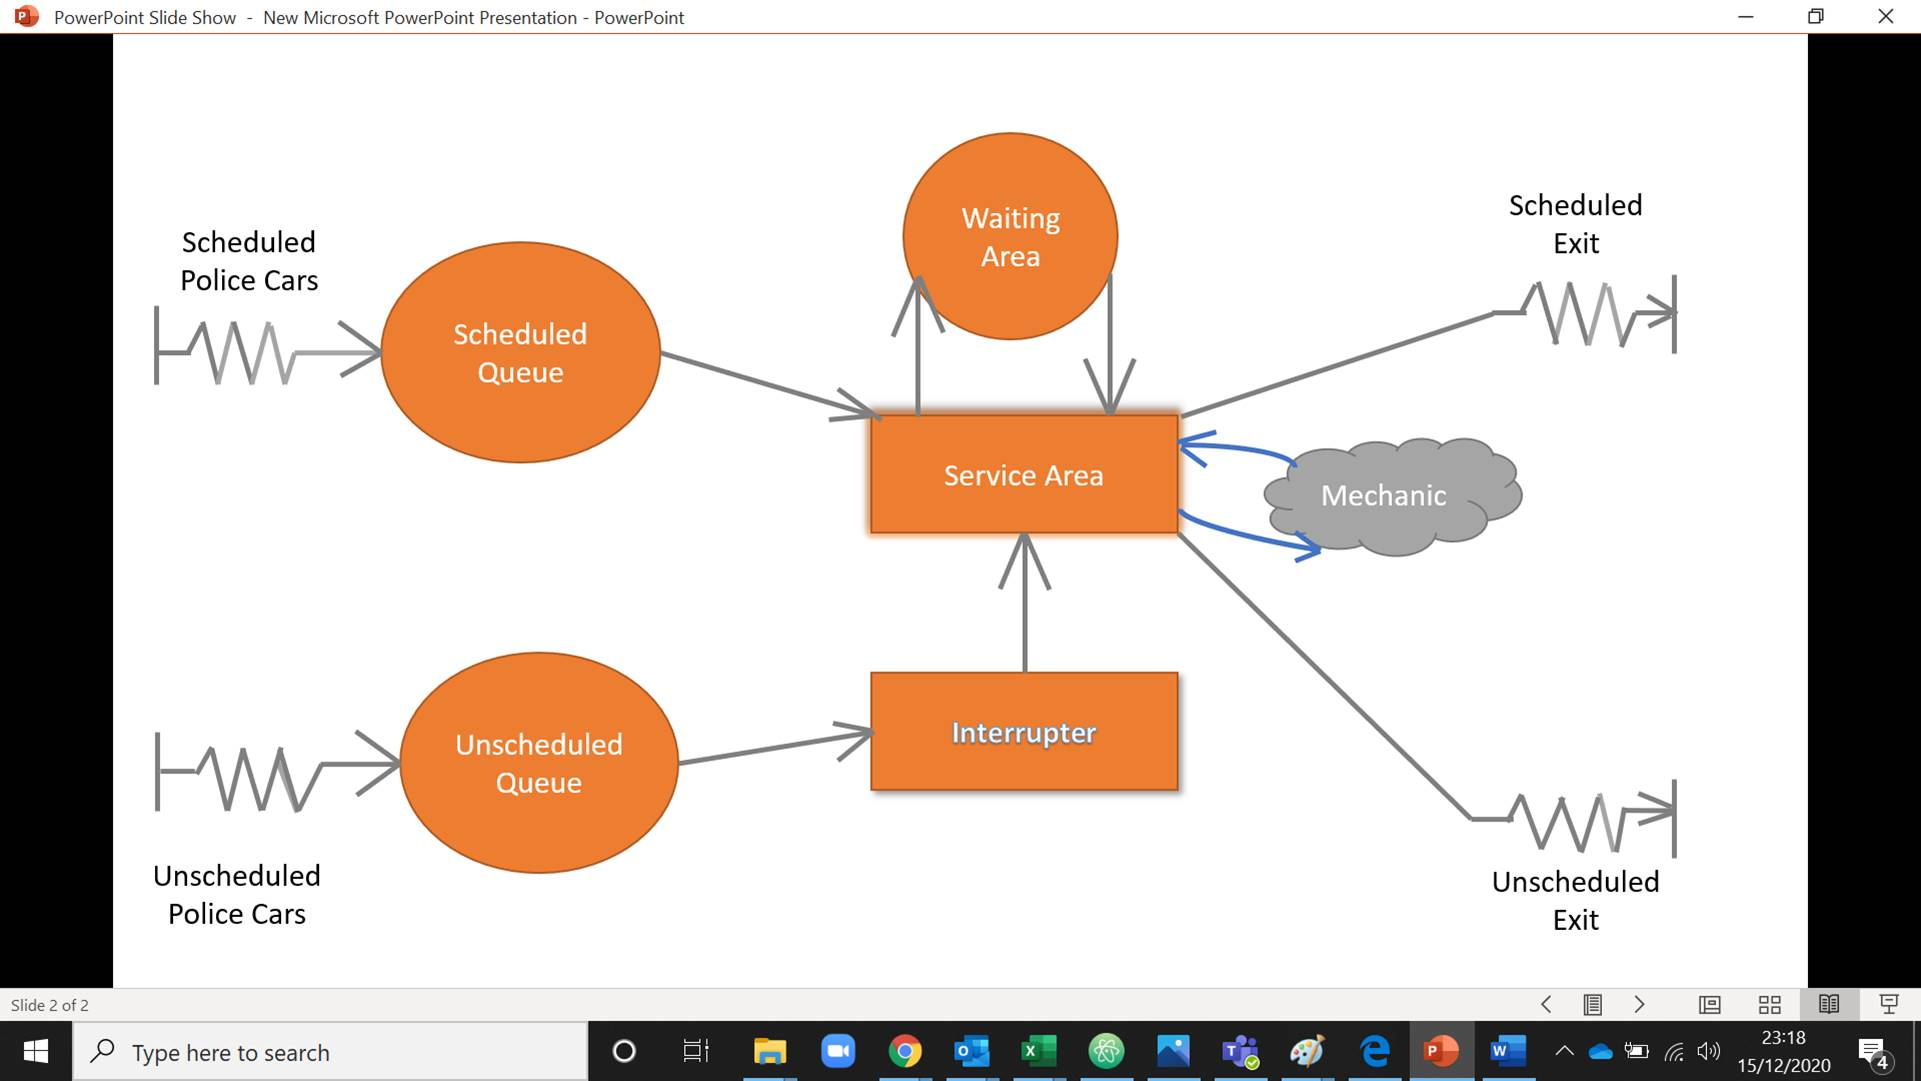 PowerPoint Slide Show - New Microsoft PowerPoint Presentation - PowerPoint
Scheduled
Police Cars
Scheduled
Queue
Waiting
Area
Scheduled
Exit
Service Area
Mechanic
Unscheduled
Queue
Interrupter
Unscheduled
Police Cars
Unscheduled
Exit
Slide 2 of 2
Type here to search
23:18
15/12/2020
4